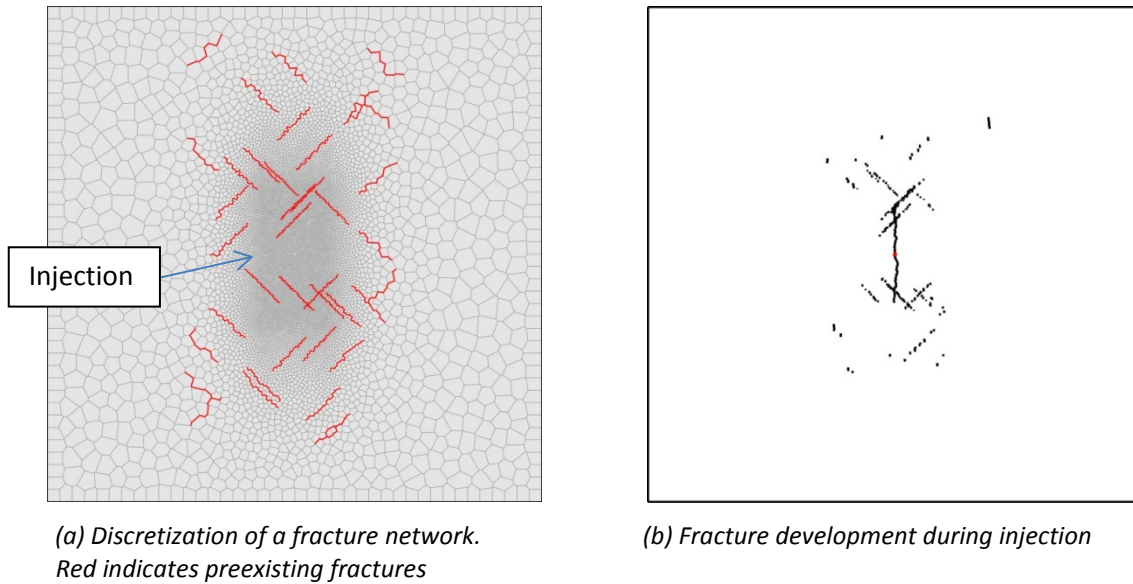 Injection
(a) Discretization of a fracture network.
Red indicates preexisting fractures
(b) Fracture development during injection